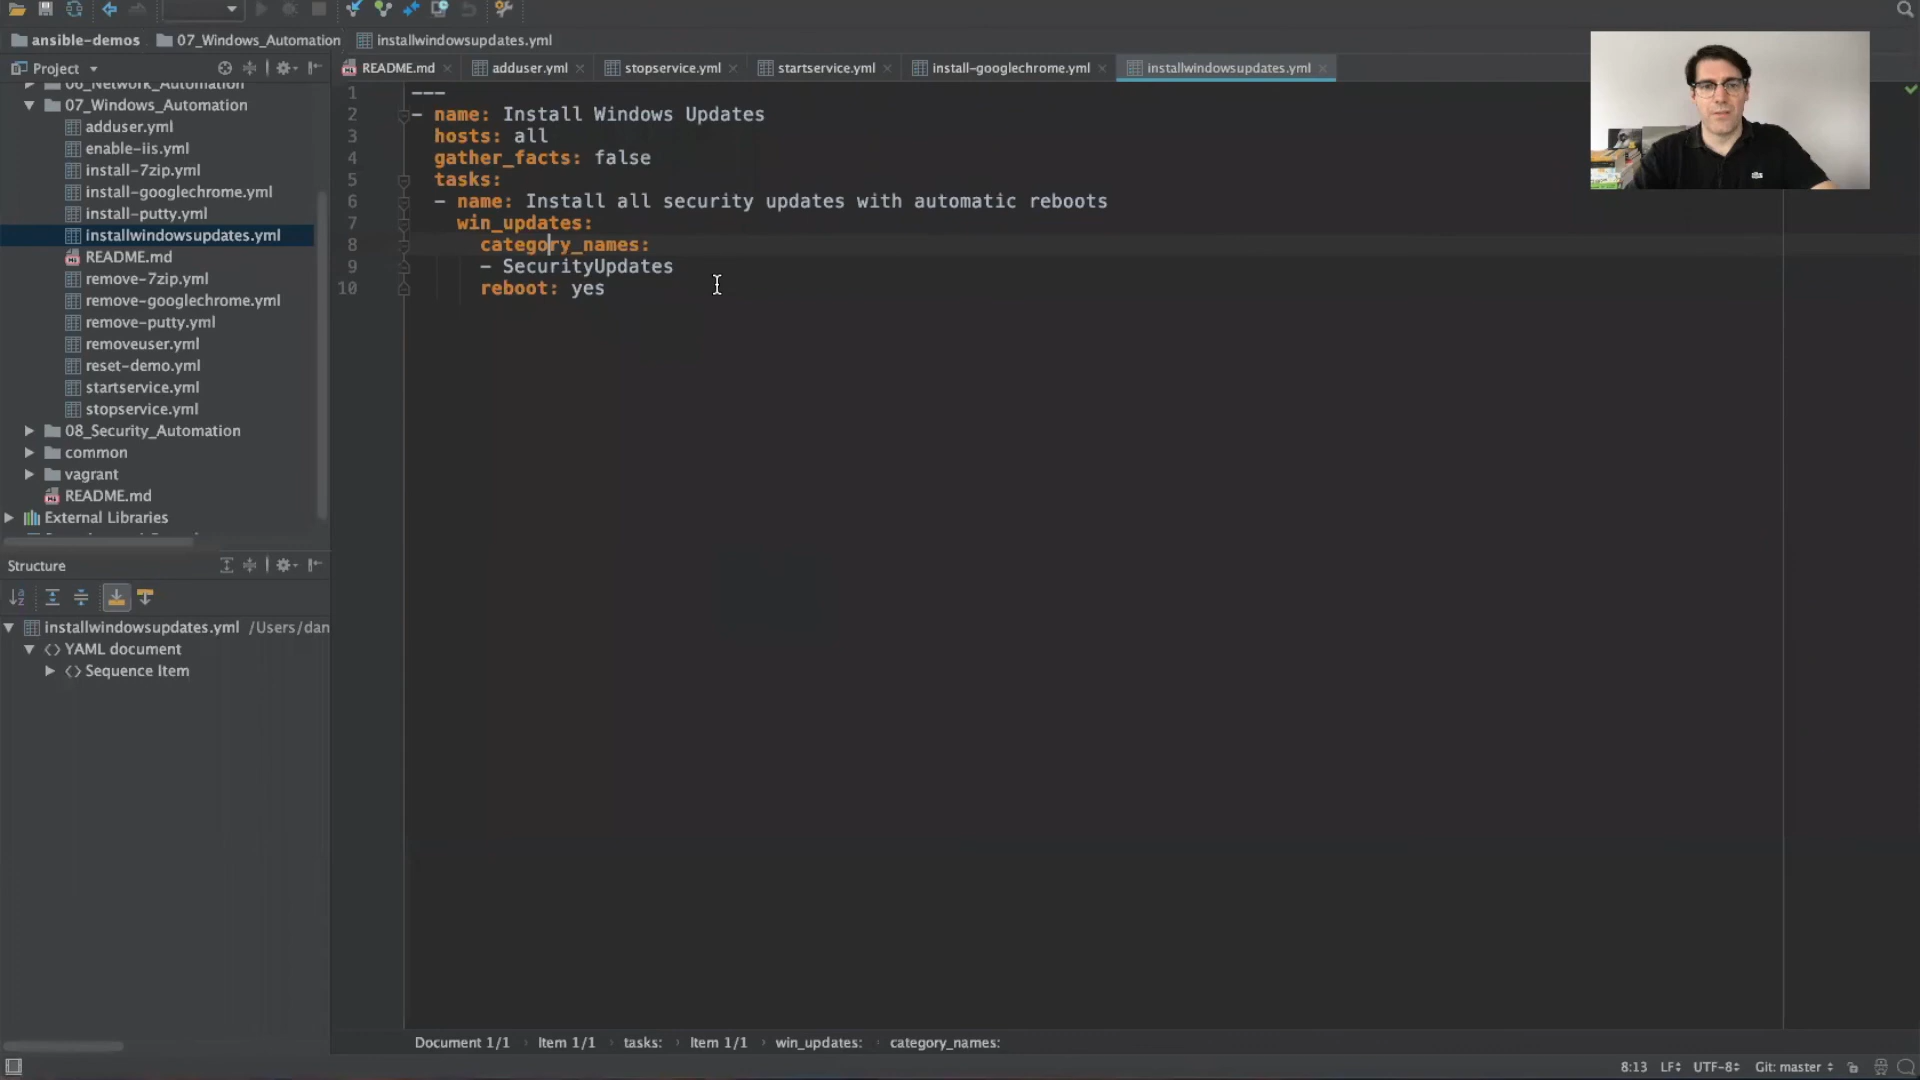 ansible-demos 07_Windows_Automation installwindowsupdates.yml
Project README.md adduser.yml stopservice.yml startservice.yml install-googlechrome.yml installwindowsupdates.yml
06_Network_Automation
07_Windows_Automation
adduser.yml
enable-iis.yml
install-7zip.yml
install-googlechrome.yml
install-putty.yml
installwindowsupdates.yml
README.md
remove-7zip.yml
remove-googlechrome.yml
remove-putty.yml
removeuser.yml
reset-demo.yml
startservice.yml
stopservice.yml
08_Security_Automation
common
vagrant
README.md
External Libraries
1 ---
2 - name: Install Windows Updates
3 hosts: all
4 gather_facts: false
5 tasks:
6 - name: Install all security updates with automatic reboots
7 win_updates:
8 category_names:
9 - SecurityUpdates
10 reboot: yes
Structure
installwindowsupdates.yml /Users/dan
YAML document
Sequence Item
Document 1/1 › Item 1/1 › tasks: › Item 1/1 › win_updates: › category_names:
8:13 LF UTF-8 Git: master